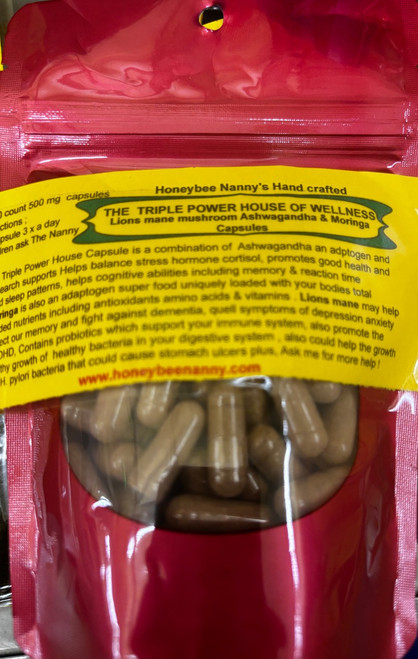 Honeybee Nanny's Hand crafted
count 500 mg capsules
THE TRIPLE POWER HOUSE OF WELLNESS
ctions :
Lions mane mushroom Ashwagandha & Moringa
psule 3 x a day
Capsules
ren ask The Nanny
Triple Power House Capsule is a combination of Ashwagandha an adptogen and
earch supports Helps balance stress hormone cortisol, promotes good health and
d sleep patterns, helps cognitive abilities including memory & reaction time
ringa is also an adaptogen super food uniquely loaded with your bodies total
ded nutrients including antioxidants amino acids & vitamins . Lions mane may help
ect our memory and fight against dementia, quell symptoms of depression anxiety
DHD, Contains probiotics which support your immune system, also promote the
thy growth of healthy bacteria in your digestive system , also could help the growth
H. pylori bacteria that could cause stomach ulcers plus, Ask me for more help !
www.honeybeenanny.com